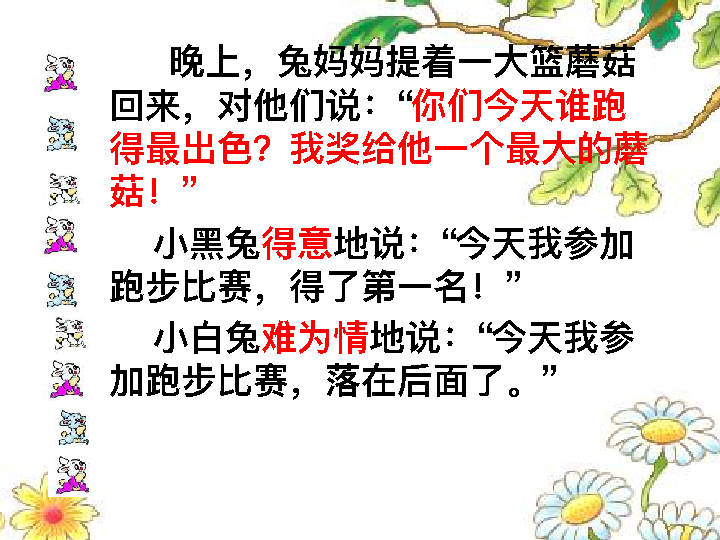 晚上，兔妈妈提着一大篮蘑菇
回来，对他们说：“你们今天谁跑
得最出色？我奖给他一个最大的蘑
菇！”
小黑兔得意地说：“今天我参加
跑步比赛，得了第一名！”
小白兔难为情地说：“今天我参
加跑步比赛，落在后面了。”